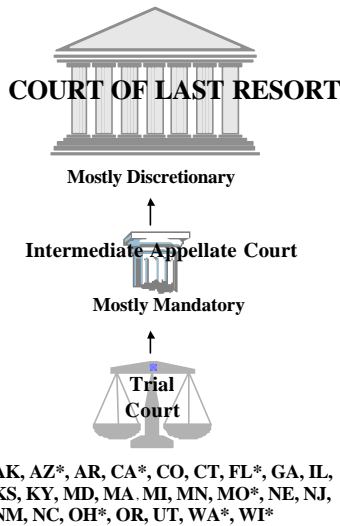 COURT OF LAST RESORT
Mostly Discretionary
Intermediate Appellate Court
Mostly Mandatory
Trial
Court
AK, AZ*, AR, CA*, CO, CT, FL*, GA, IL,
KS, KY, MD, MA, MI, MN, MO*, NE, NJ,
NM, NC, OH*, OR, UT, WA*, WI*